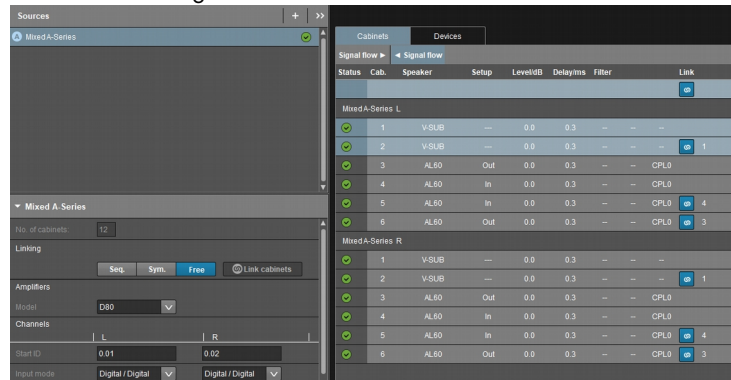 Sources + >>
A Mixed A-Series
Mixed A-Series
No. of cabinets 12
Linking
Seq. Sym. Free Link cabinets
Amplifiers
Model D80
Channels
L R
Start ID 0.01 0.02
Input mode Digital / Digital Digital / Digital
Cabinets Devices
Signal flow ► ◄ Signal flow
Status Cab. Speaker Setup Level/dB Delay/ms Filter Link
Mixed A-Series L
1 V-SUB --- 0.0 0.3 -- -- --
2 V-SUB --- 0.0 0.3 -- -- -- 1
3 AL60 Out 0.0 0.3 -- -- CPL0
4 AL60 In 0.0 0.3 -- -- CPL0
5 AL60 In 0.0 0.3 -- -- CPL0 4
6 AL60 Out 0.0 0.3 -- -- CPL0 3
Mixed A-Series R
1 V-SUB --- 0.0 0.3 -- -- --
2 V-SUB --- 0.0 0.3 -- -- -- 1
3 AL60 Out 0.0 0.3 -- -- CPL0
4 AL60 In 0.0 0.3 -- -- CPL0
5 AL60 In 0.0 0.3 -- -- CPL0 4
6 AL60 Out 0.0 0.3 -- -- CPL0 3